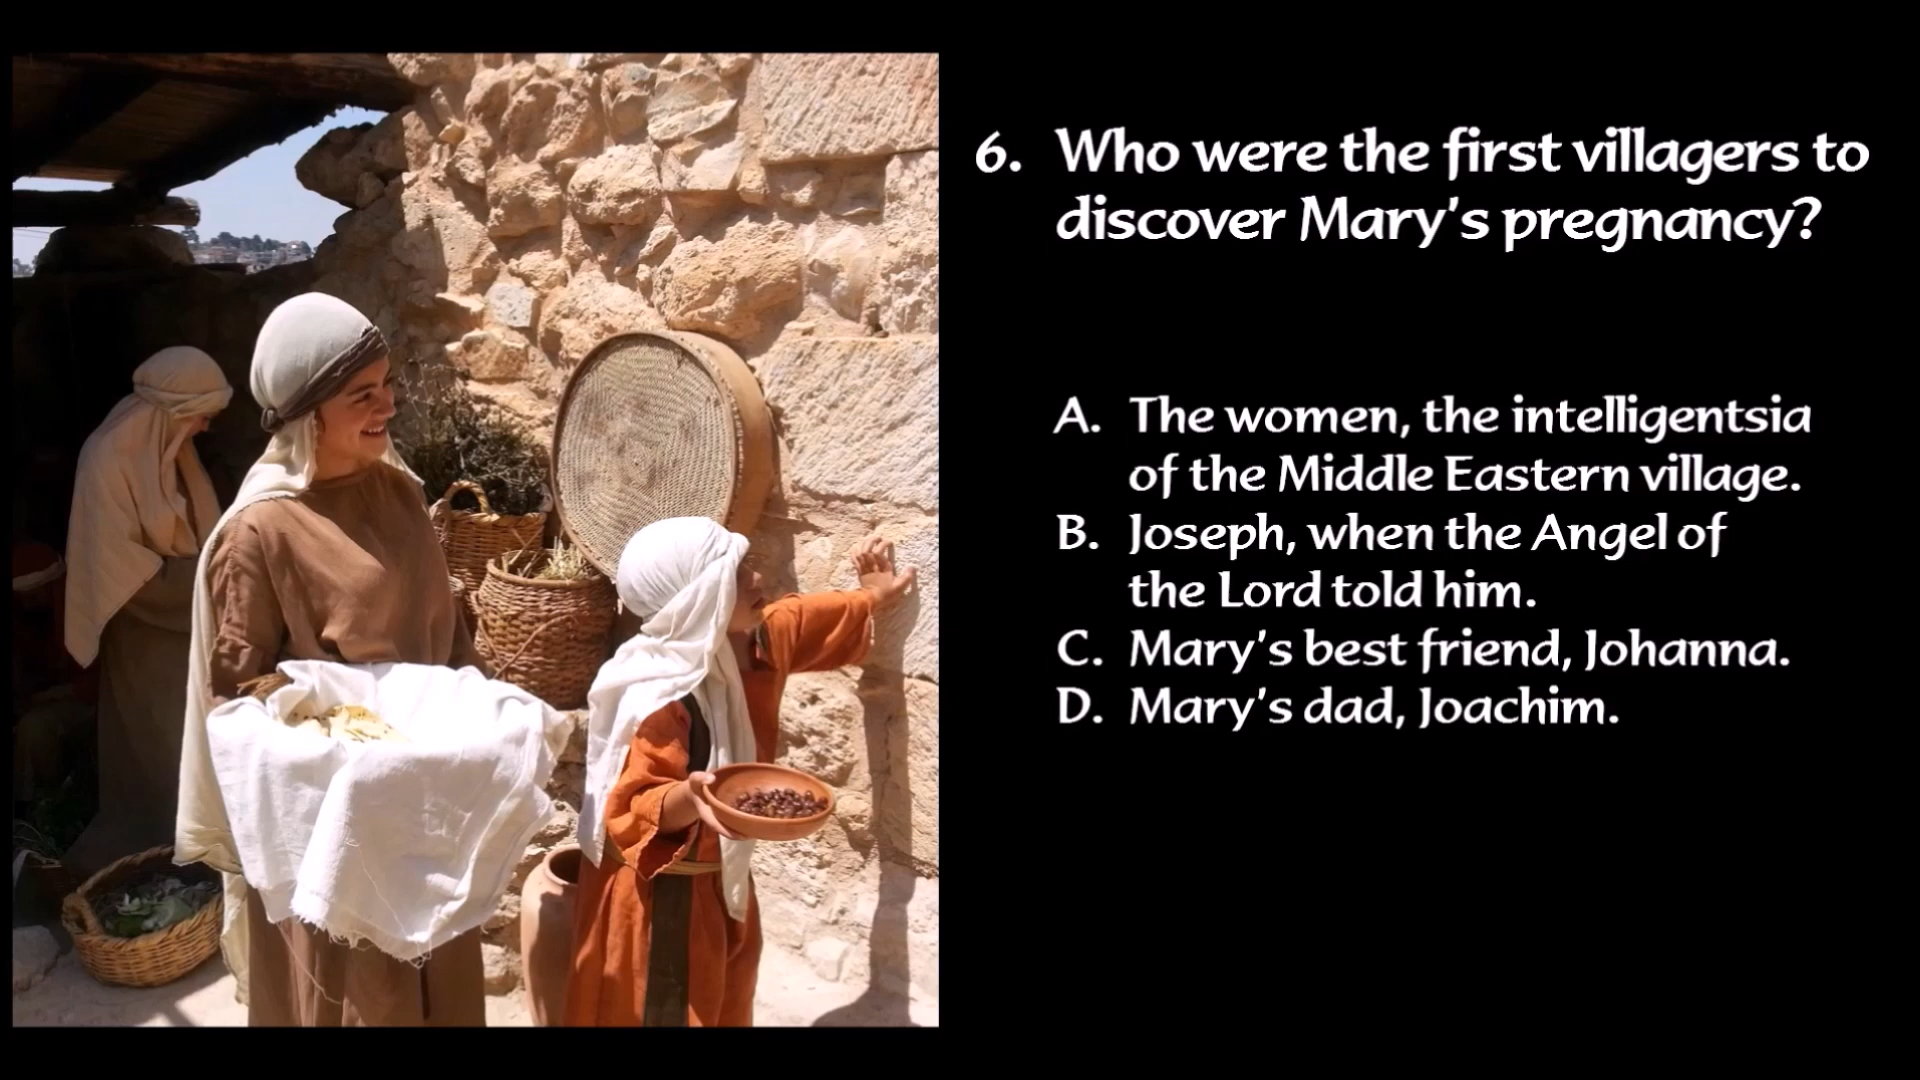 6. Who were the first villagers to
discover Mary's pregnancy?
A. The women, the intelligentsia
of the Middle Eastern village.
B. Joseph, when the Angel of
the Lord told him.
C. Mary's best friend, Johanna.
D. Mary's dad, Joachim.